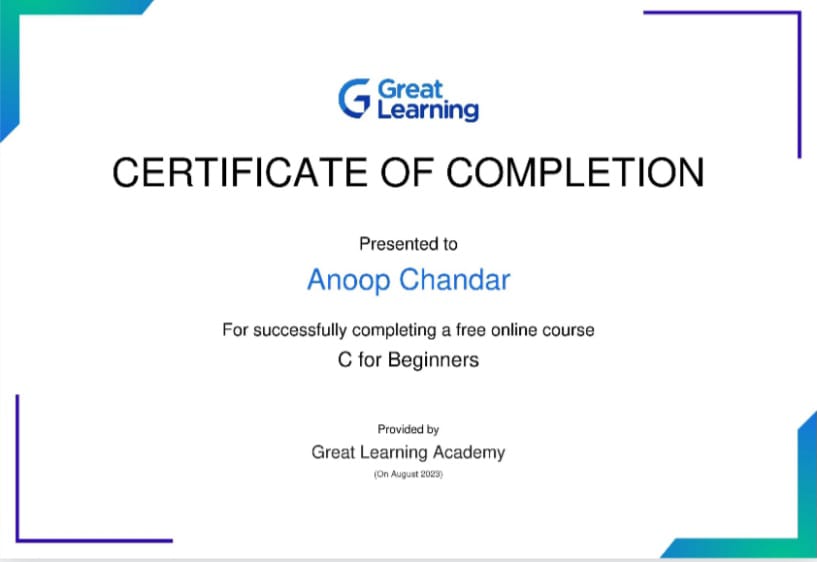 Great
Learning
CERTIFICATE OF COMPLETION
Presented to
Anoop Chandar
For successfully completing a free online course
C for Beginners
Provided by
Great Learning Academy
(On August 2023)